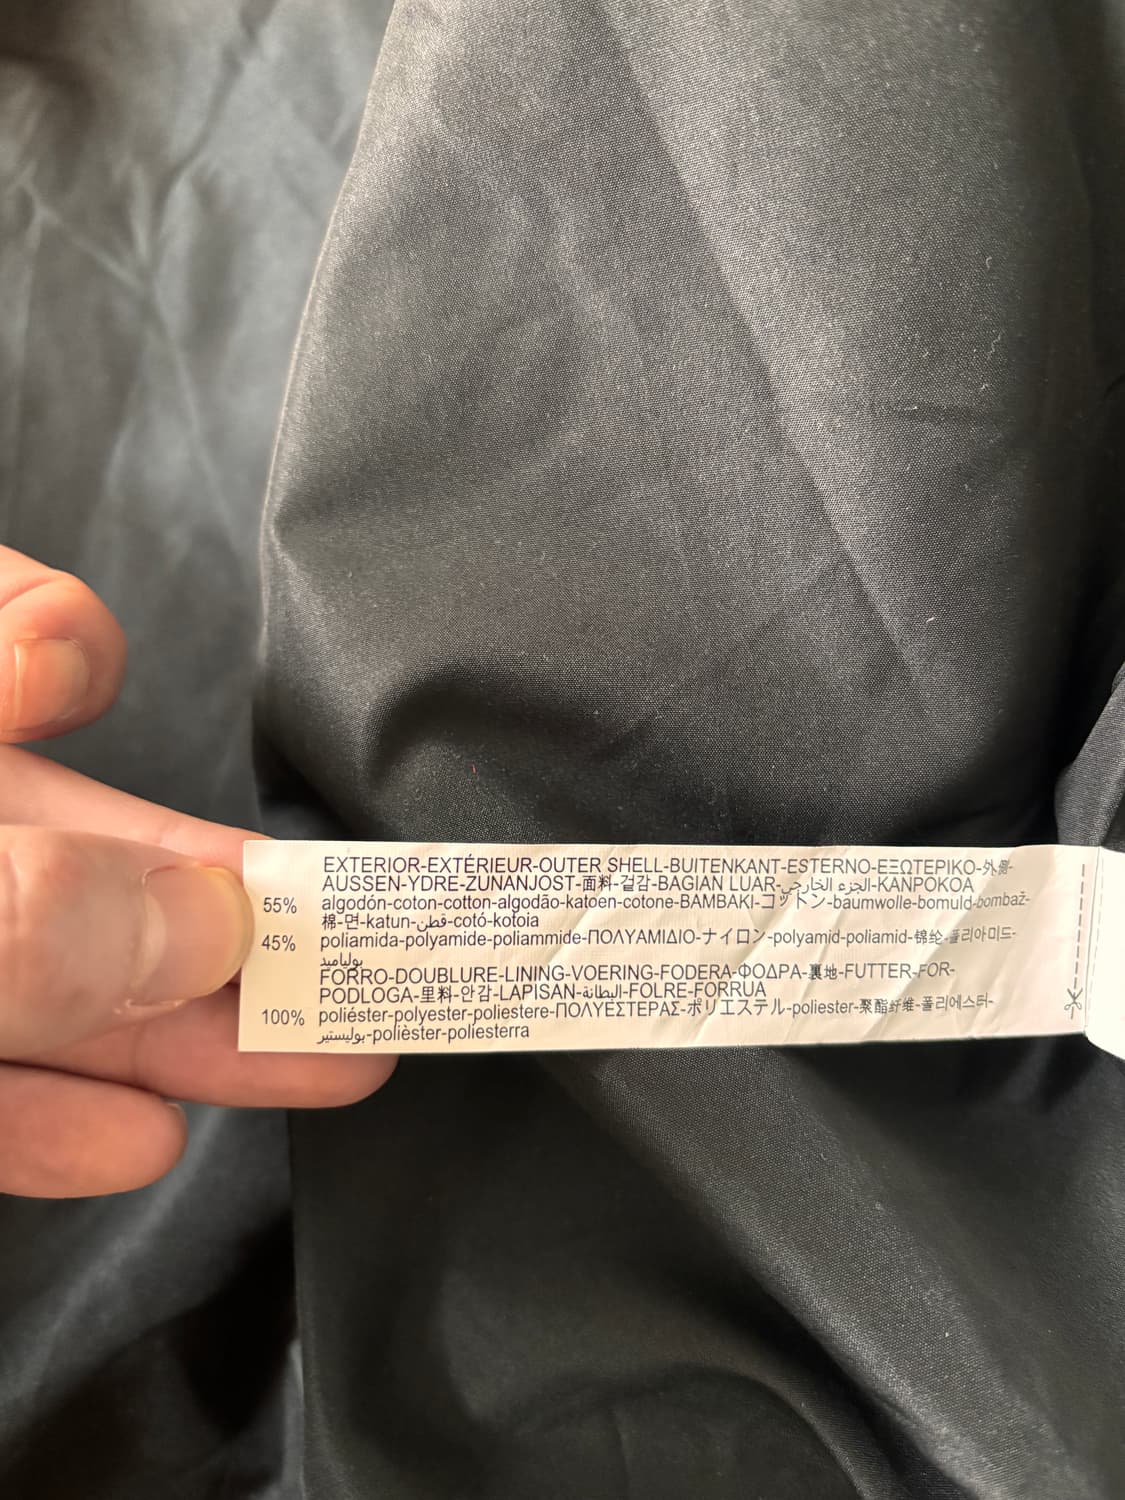 EXTERIOR-EXTÉRIEUR-OUTER SHELL-BUITENKANT-ESTERNO-ΕΞΩΤΕΡΙΚΟ-外側-
AUSSEN-YDRE-ZUNANJOST-面料-겉감-BAGIAN LUAR-الجزء الخارجي-KANPOKOA
55% algodón-coton-cotton-algodão-katoen-cotone-ΒΑΜΒΑΚΙ-コットン-baumwolle-bomuld-bombaž-
棉-면-katun-قطن-cotó-kotoia
45% poliamida-polyamide-poliammide-ΠΟΛΥΑΜΙΔΙΟ-ナイロン-polyamid-poliamid-锦纶-폴리아미드-
بولياميد
FORRO-DOUBLURE-LINING-VOERING-FODERA-ΦΟΔΡΑ-裏地-FUTTER-FOR-
PODLOGA-里料-안감-LAPISAN-البطانة-FOLRE-FORRUA
100% poliéster-polyester-poliestere-ΠΟΛΥΕΣΤΕΡΑΣ-ポリエステル-poliester-聚酯纤维-폴리에스터-
بوليستير-polièster-poliesterra